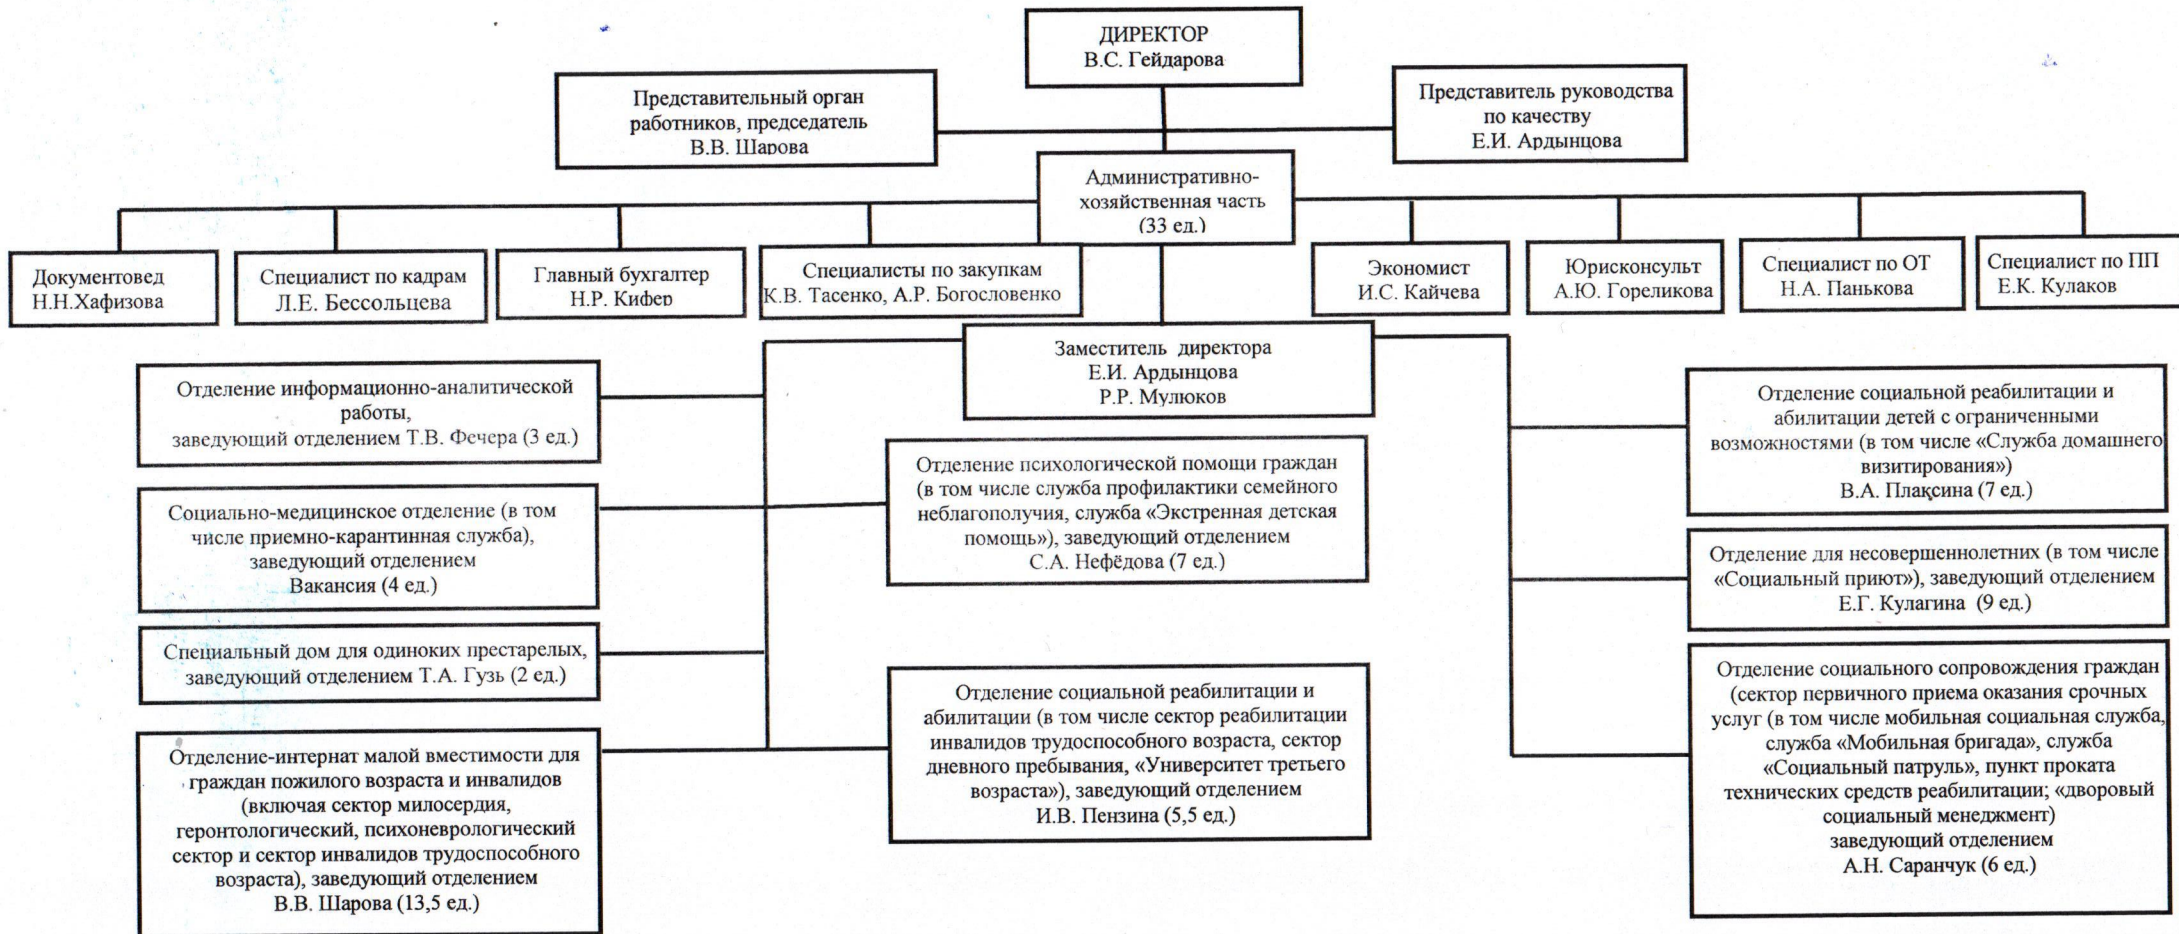 ДИРЕКТОР
В.С. Гейдарова
Представительный орган
работников, председатель
В.В. Шарова
Представитель руководства
по качеству
Е.И. Ардынцова
Административно-
хозяйственная часть
(33 ед.)
Документовед
Н.Н.Хафизова
Специалист по кадрам
Л.Е. Бессольцева
Главный бухгалтер
Н.Р. Кифер
Специалисты по закупкам
К.В. Тасенко, А.Р. Богословенко
Экономист
И.С. Кайчева
Юрисконсульт
А.Ю. Гореликова
Специалист по ОТ
Н.А. Панькова
Специалист по ПП
Е.К. Кулаков
Заместитель директора
Е.И. Ардынцова
Р.Р. Мулюков
Отделение информационно-аналитической
работы,
заведующий отделением Т.В. Фечера (3 ед.)
Социально-медицинское отделение (в том
числе приемно-карантинная служба),
заведующий отделением
Вакансия (4 ед.)
Специальный дом для одиноких престарелых,
заведующий отделением Т.А. Гузь (2 ед.)
Отделение-интернат малой вместимости для
граждан пожилого возраста и инвалидов
(включая сектор милосердия,
геронтологический, психоневрологический
сектор и сектор инвалидов трудоспособного
возраста), заведующий отделением
В.В. Шарова (13,5 ед.)
Отделение психологической помощи граждан
(в том числе служба профилактики семейного
неблагополучия, служба «Экстренная детская
помощь»), заведующий отделением
С.А. Нефёдова (7 ед.)
Отделение социальной реабилитации и
абилитации (в том числе сектор реабилитации
инвалидов трудоспособного возраста, сектор
дневного пребывания, «Университет третьего
возраста»), заведующий отделением
И.В. Пензина (5,5 ед.)
Отделение социальной реабилитации и
абилитации детей с ограниченными
возможностями (в том числе «Служба домашнего
визитирования»)
В.А. Плаксина (7 ед.)
Отделение для несовершеннолетних (в том числе
«Социальный приют»), заведующий отделением
Е.Г. Кулагина (9 ед.)
Отделение социального сопровождения граждан
(сектор первичного приема оказания срочных
услуг (в том числе мобильная социальная служба,
служба «Мобильная бригада», служба
«Социальный патруль», пункт проката
технических средств реабилитации; «дворовый
социальный менеджмент)
заведующий отделением
А.Н. Саранчук (6 ед.)